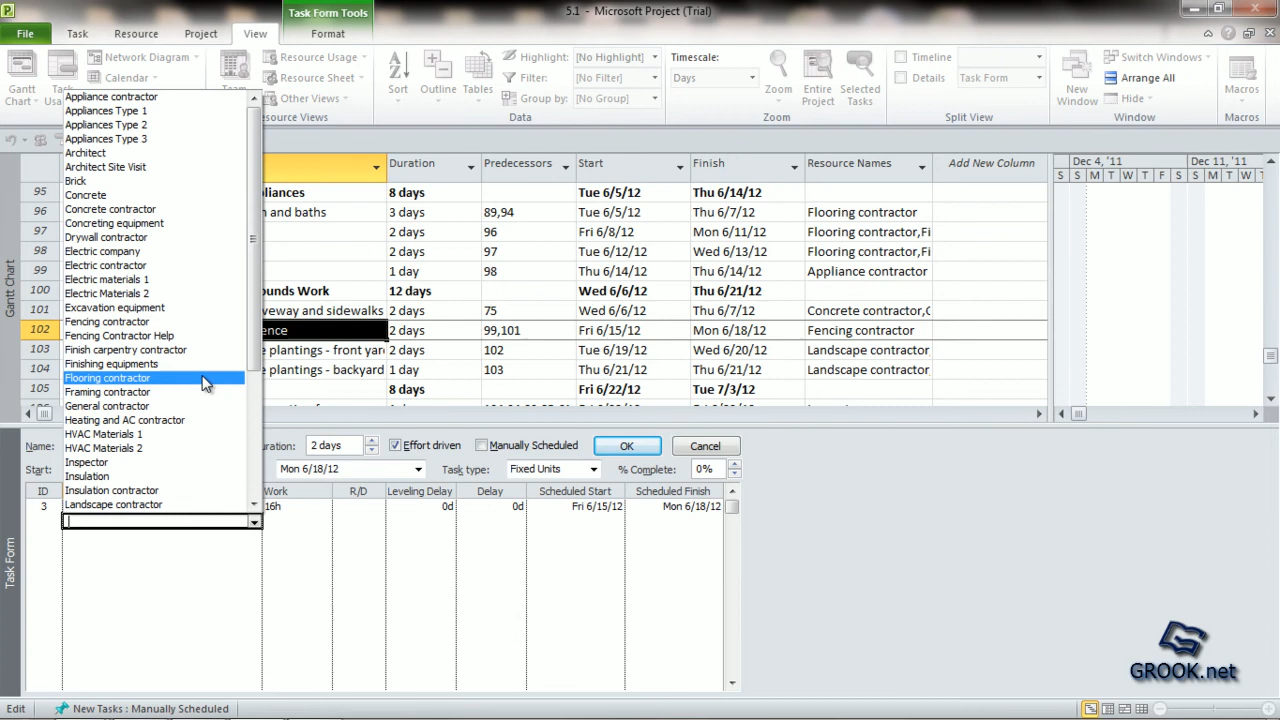 5.1 - Microsoft Project (Trial)
Task Form Tools
File
Task
Resource
Project
View
Format
Gantt
Chart
Task
Network Diagram
Calendar
Team
Resource Usage
Resource Sheet
Other Views
Resource Views
Sort
Outline
Tables
Highlight: [No Highlight]
Filter: [No Filter]
Group by: [No Group]
Data
Timescale:
Days
Zoom
Entire
Project
Selected
Tasks
Zoom
Timeline
Details
Task Form
Split View
New
Window
Switch Windows
Arrange All
Hide
Window
Macros
Macros
Duration
Predecessors
Start
Finish
Resource Names
Add New Column
Dec 4, '11
Dec 11, '11
S S M T W T F S S M T W T
95 pliances 8 days Tue 6/5/12 Thu 6/14/12
96 n and baths 3 days 89,94 Tue 6/5/12 Thu 6/7/12 Flooring contractor
97 2 days 96 Fri 6/8/12 Mon 6/11/12 Flooring contractor,Fi
98 2 days 97 Tue 6/12/12 Wed 6/13/12 Flooring contractor,Fi
99 1 day 98 Thu 6/14/12 Thu 6/14/12 Appliance contractor
100 ounds Work 12 days Wed 6/6/12 Thu 6/21/12
101 veway and sidewalks 2 days 75 Wed 6/6/12 Thu 6/7/12 Concrete contractor,C
102 ence 2 days 99,101 Fri 6/15/12 Mon 6/18/12 Fencing contractor
103 e plantings - front yar 2 days 102 Wed 6/20/12 Landscape contractor
104 e plantings - backyard 1 day 103 Thu 6/21/12 Landscape contractor
105 8 days Fri 6/22/12 Tue 7/3/12
Gantt Chart
Appliance contractor
Appliances Type 1
Appliances Type 2
Appliances Type 3
Architect
Architect Site Visit
Brick
Concrete
Concrete contractor
Concreting equipment
Drywall contractor
Electric company
Electric contractor
Electric materials 1
Electric Materials 2
Excavation equipment
Fencing contractor
Fencing Contractor Help
Finish carpentry contractor
Finishing equipments
Flooring contractor
Framing contractor
General contractor
Heating and AC contractor
HVAC Materials 1
HVAC Materials 2
Inspector
Insulation
Insulation contractor
Landscape contractor
Name:
uration: 2 days
Effort driven
Manually Scheduled
OK
Cancel
Start:
Mon 6/18/12
Task type: Fixed Units
% Complete: 0%
ID Work R/D Leveling Delay Delay Scheduled Start Scheduled Finish
3 16h 0d 0d Fri 6/15/12 Mon 6/18/12
Task Form
GROOK.net
Edit
New Tasks : Manually Scheduled